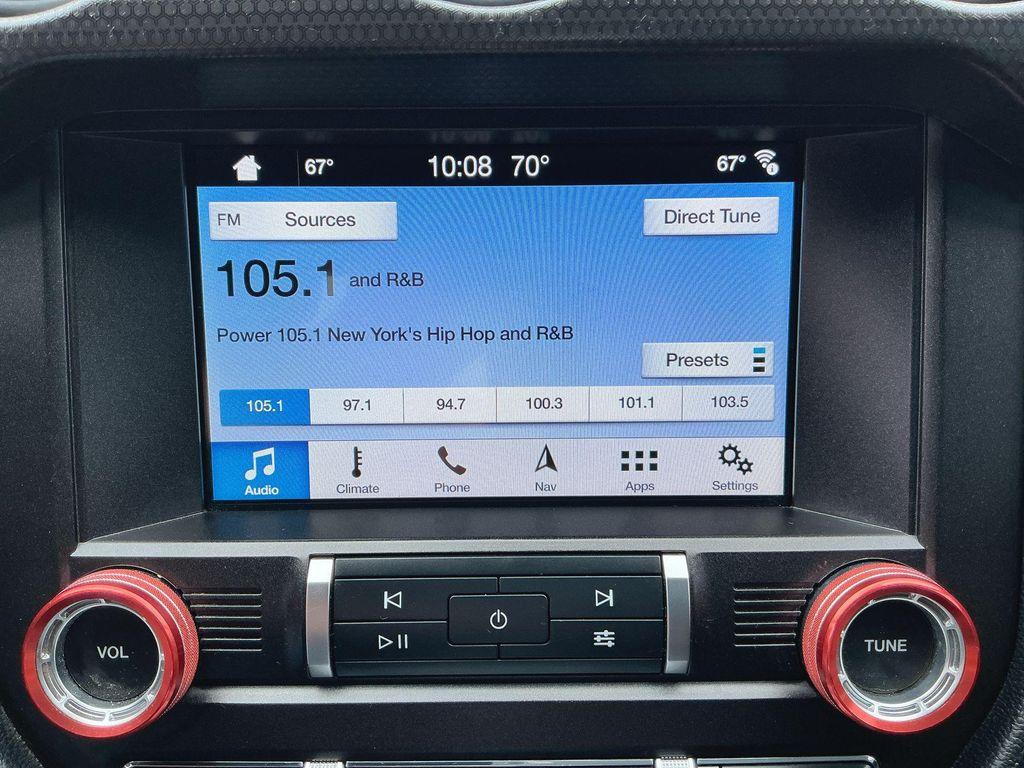 67° 10:08 70° 67°
FM Sources Direct Tune
105.1 and R&B
Power 105.1 New York's Hip Hop and R&B
Presets
105.1 97.1 94.7 100.3 101.1 103.5
Audio Climate Phone Nav Apps Settings
VOL TUNE